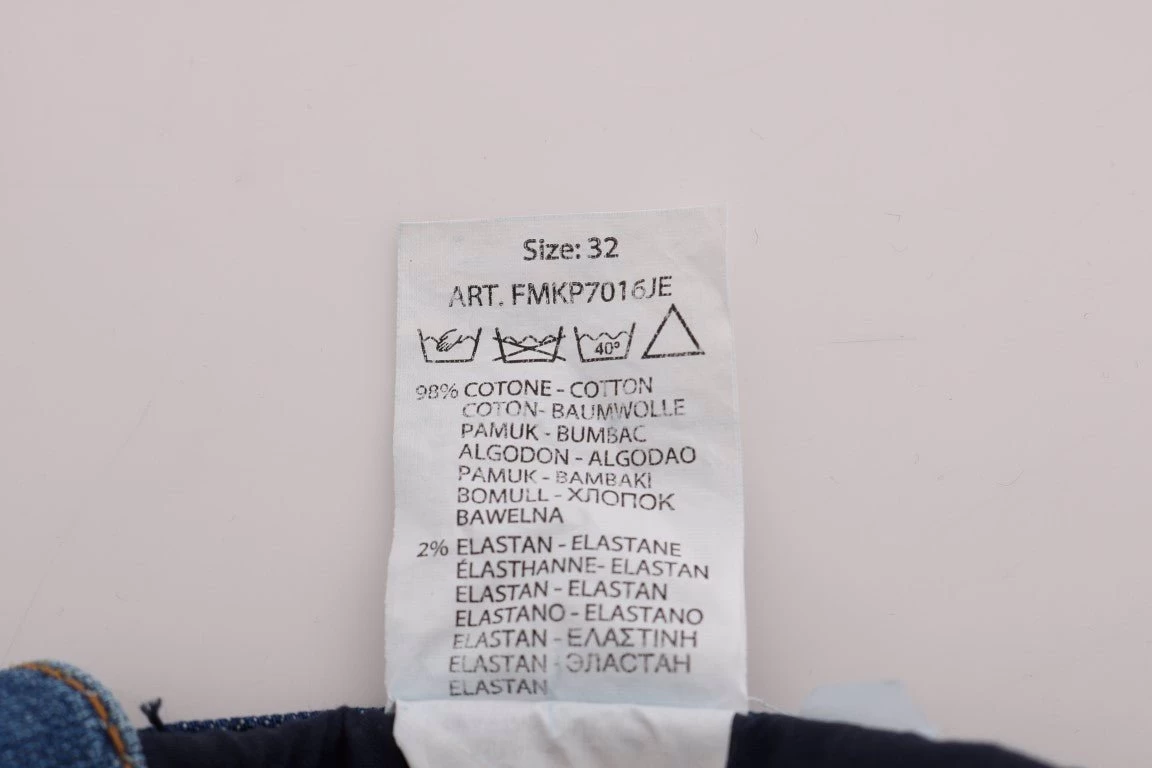 Size: 32
ART. FMKP7016JE
40°
98% COTONE - COTTON
COTON- BAUMWOLLE
PAMUK - BUMBAC
ALGODON - ALGODAO
PAMUK - BAMBAKI
BOMULL - ХЛОПОК
BAWELNA
2% ELASTAN - ELASTANE
ÉLASTHANNE- ELASTAN
ELASTAN - ELASTAN
ELASTANO - ELASTANO
ELASTAN - ΕΛΑΣΤΙΝΗ
ELASTAN - ЭЛАСТАН
ELASTAN